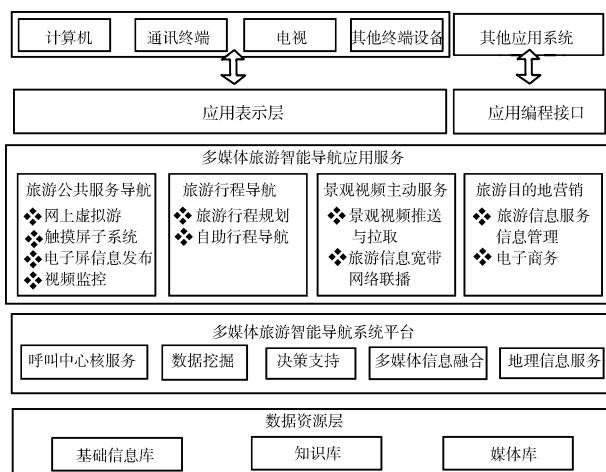 计算机
通讯终端
电视
其他终端设备
其他应用系统
应用表示层
应用编程接口
多媒体旅游智能导航应用服务
旅游公共服务导航
网上虚拟游
触摸屏子系统
电子屏信息发布
视频监控
旅游行程导航
旅游行程规划
自助行程导航
景观视频主动服务
景观视频推送
与拉取
旅游信息宽带
网络联播
旅游目的地营销
旅游信息服务
信息管理
电子商务
多媒体旅游智能导航系统平台
呼叫中心核服务
数据挖掘
决策支持
多媒体信息融合
地理信息服务
数据资源层
基础信息库
知识库
媒体库